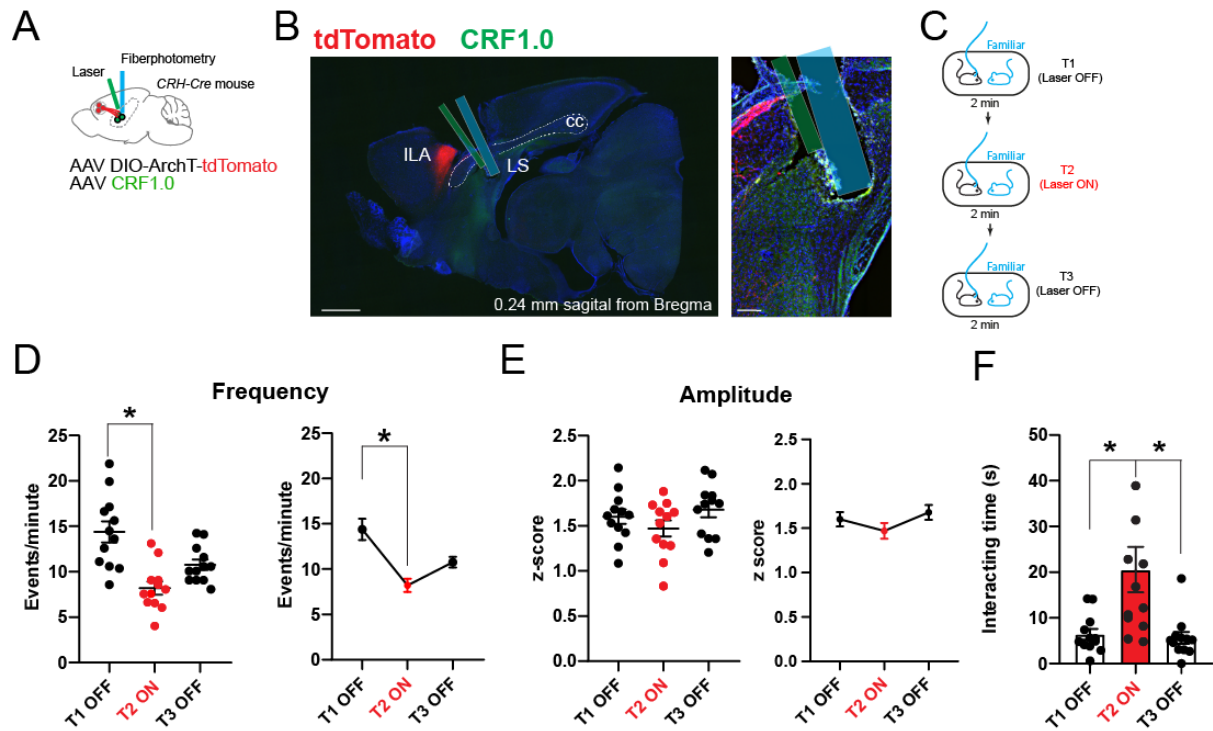 A
Laser
Fiberphotometry
CRH-Cre mouse
AAV DIO-ArchT-tdTomato
AAV CRF1.0
B
tdTomato CRF1.0
ILA
LS
cc
0.24 mm sagital from Bregma
C
Familiar
T1
(Laser OFF)
2 min
Familiar
T2
(Laser ON)
2 min
Familiar
T3
(Laser OFF)
2 min
D
Frequency
Events/minute
25
20
15
10
5
0
*
T1 OFF
T2 ON
T3 OFF
Events/minute
25
20
15
10
5
0
*
T1 OFF
T2 ON
T3 OFF
E
Amplitude
z-score
2.5
2.0
1.5
1.0
0.5
0.0
T1 OFF
T2 ON
T3 OFF
z score
2.5
2.0
1.5
1.0
0.5
0.0
T1 OFF
T2 ON
T3 OFF
F
Interacting time (s)
50
40
30
20
10
0
*
*
T1 OFF
T2 ON
T3 OFF